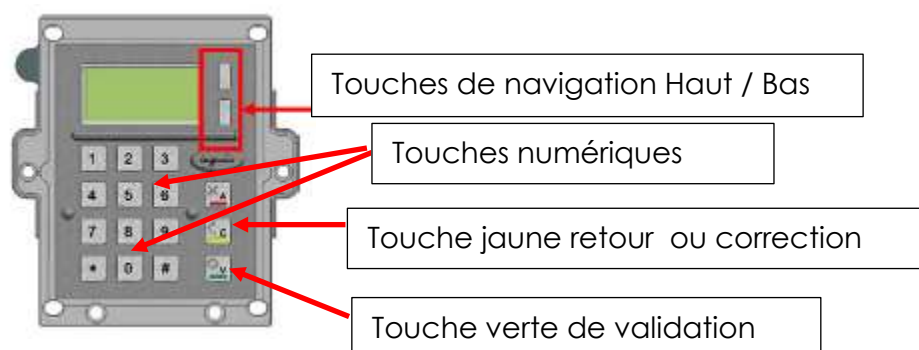 Touches de navigation Haut / Bas
Touches numériques
1 2 3
4 5 6 A
Touche jaune retour ou correction
7 8 9 C
* 0 # V
Touche verte de validation